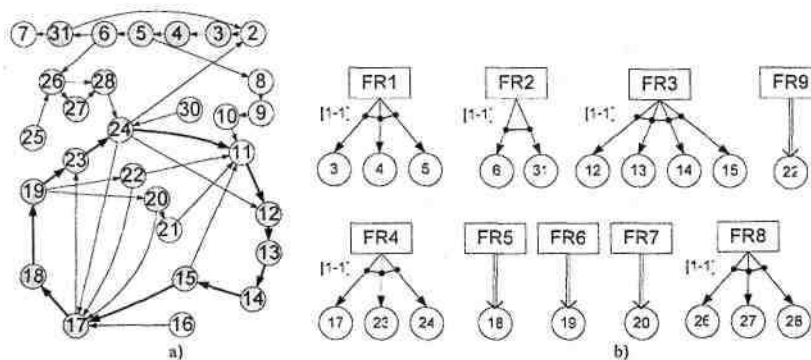 7 31 6 5 4 3 2
26 28 8
27 30 10 9
25 24
23 11
19 22
20
21 12
18 13
15
14
17 16
a)
FR1 FR2 FR3 FR9
[1-1] [1-1] [1-1]
3 4 5 6 31 12 13 14 15 22
FR4 FR5 FR6 FR7 FR8
[1-1] [1-1]
17 23 24 18 19 20 26 27 28
b)